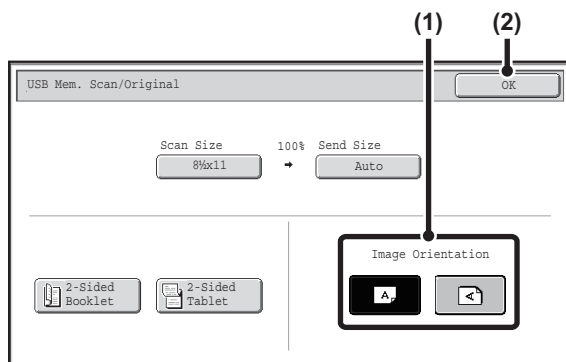 (1) (2)
USB Mem. Scan/Original OK
Scan Size 100% Send Size
8½x11 Auto
Image Orientation
2-Sided Booklet
2-Sided Tablet
A A